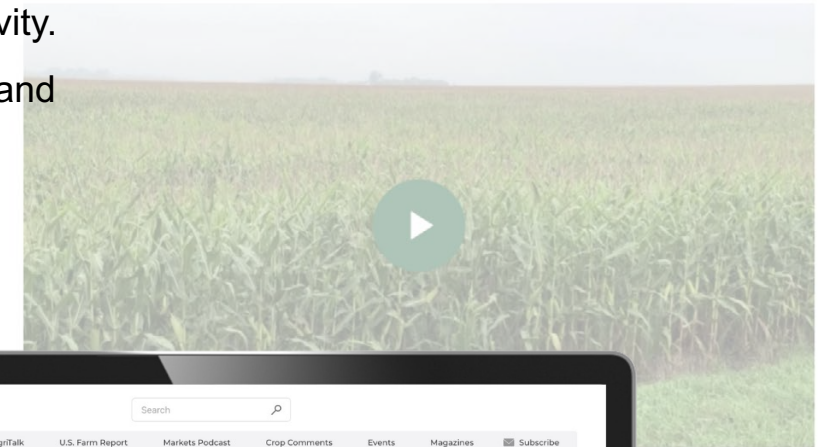 vity.
and
Search
griTalk U.S. Farm Report Markets Podcast Crop Comments Events Magazines Subscribe